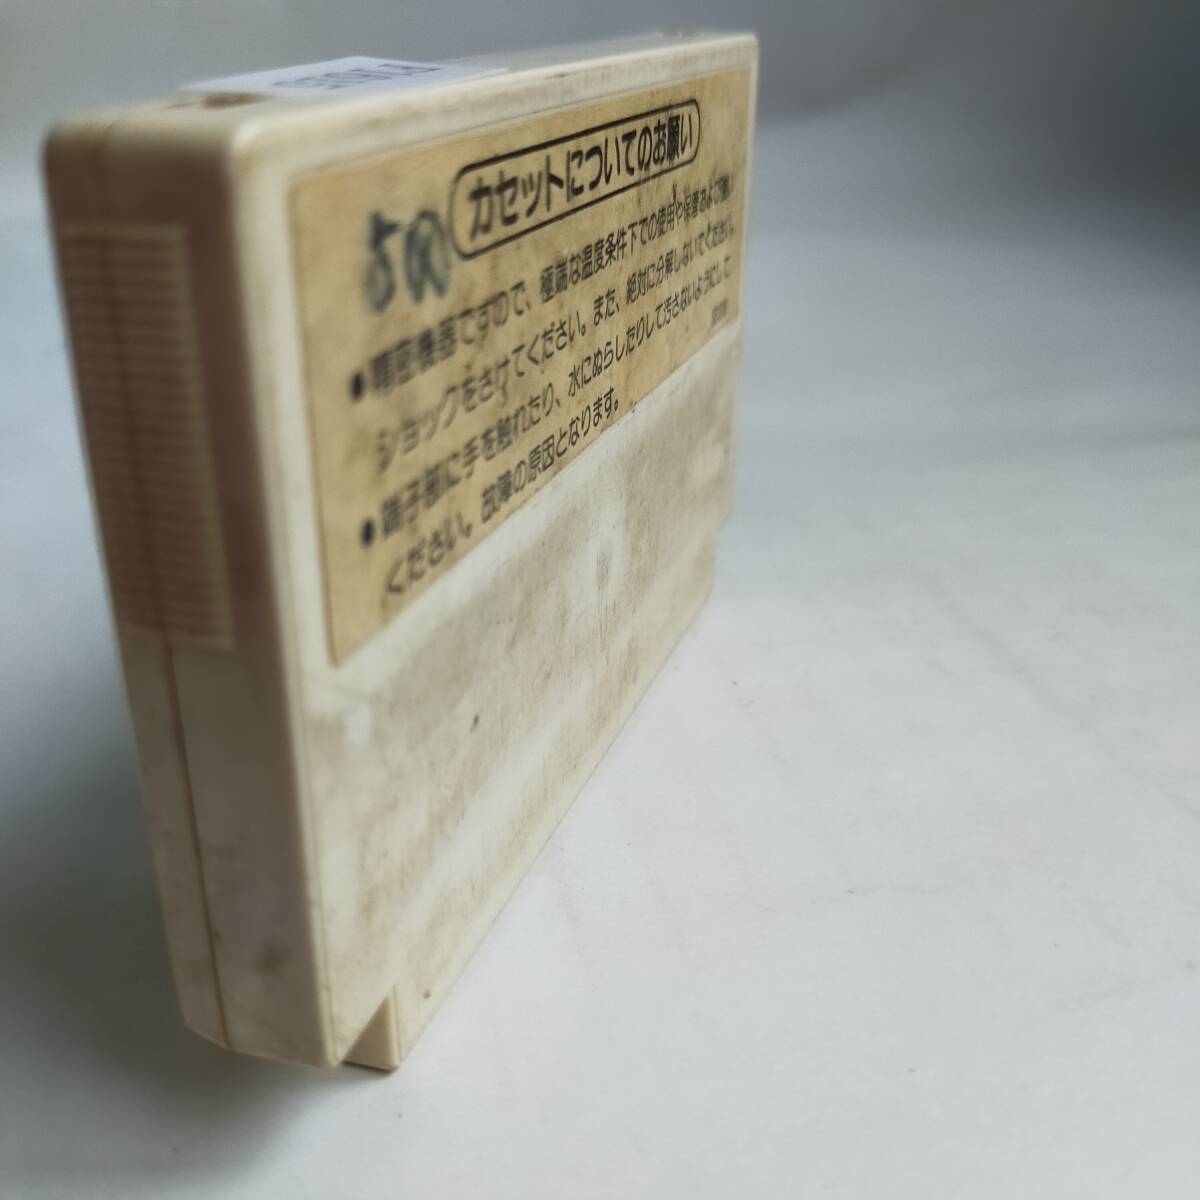 カセットについてのお願い
●精密機器ですので、極端な温度条件下での使用や保管および強い
ショックをさけてください。また、絶対に分解しないでください。
●端子部に手を触れたり、水にぬらしたりして汚さないようにして
ください。故障の原因となります。